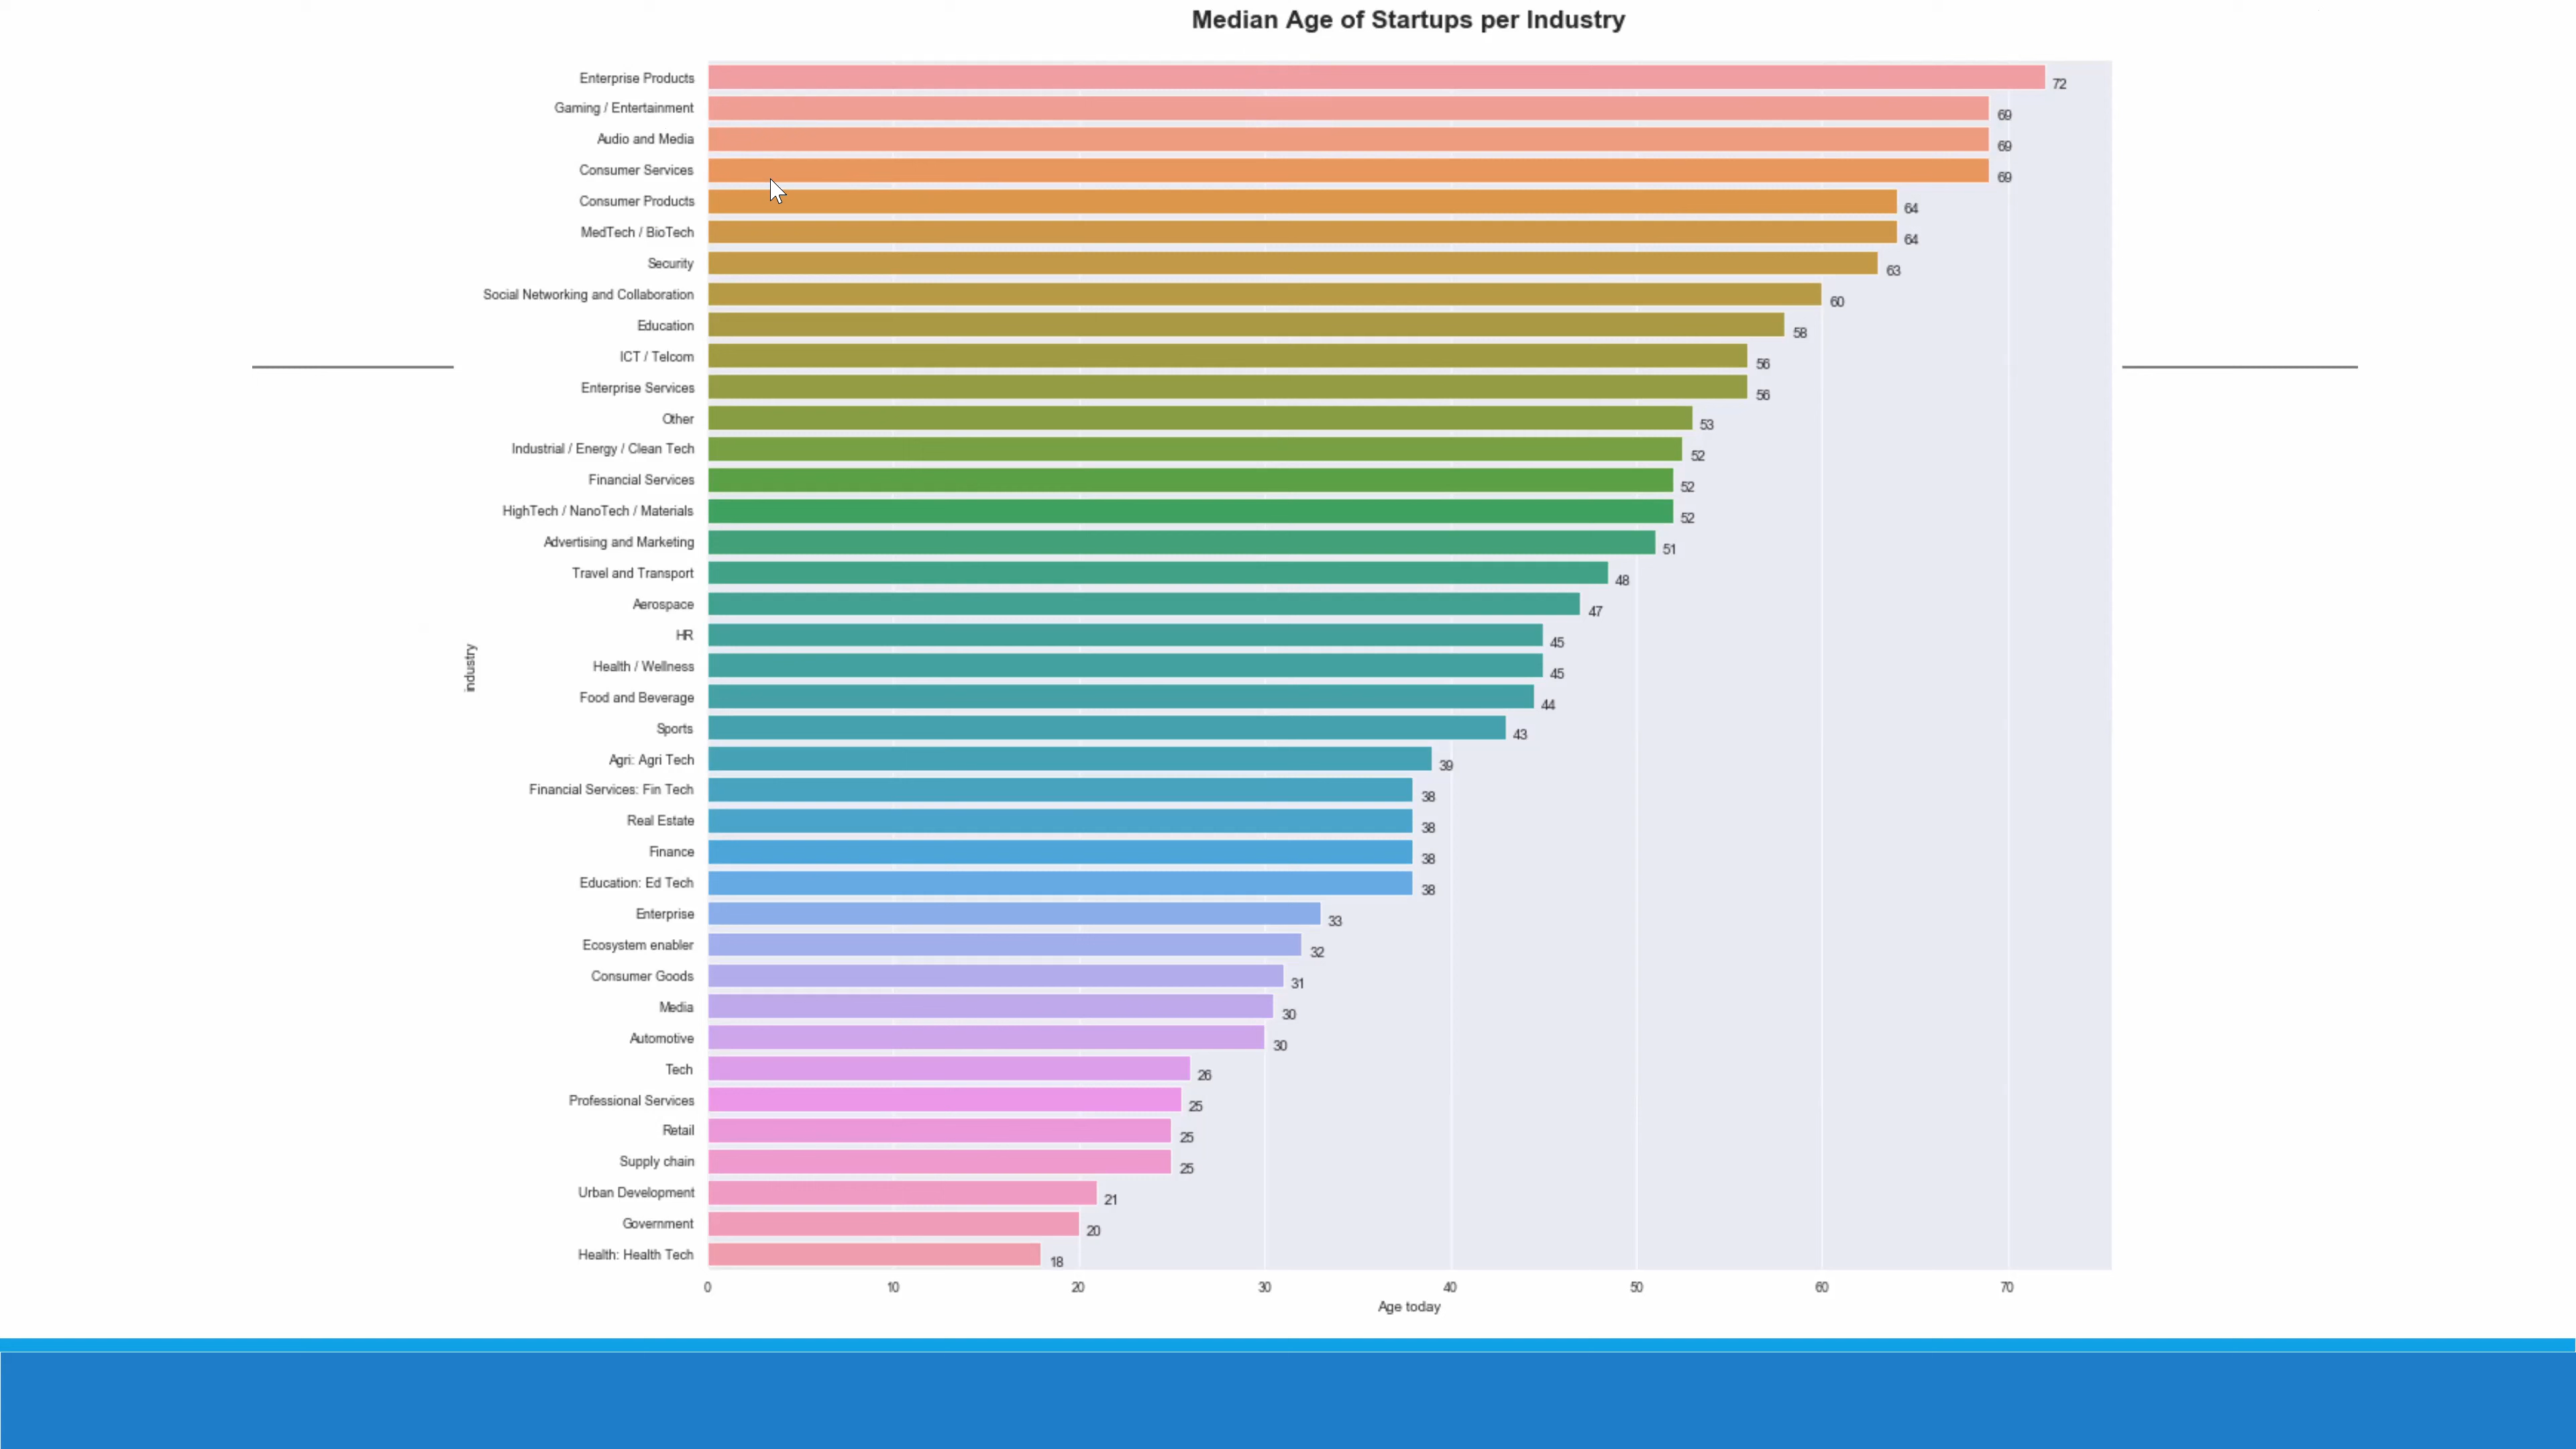 Median Age of Startups per Industry
Enterprise Products 72
Gaming / Entertainment 69
Audio and Media 69
Consumer Services 69
Consumer Products 64
MedTech / BioTech 64
Security 63
Social Networking and Collaboration 60
Education 58
ICT / Telcom 56
Enterprise Services 56
Other 53
Industrial / Energy / Clean Tech 52
Financial Services 52
HighTech / NanoTech / Materials 52
Advertising and Marketing 51
Travel and Transport 48
Aerospace 47
HR 45
industry
Health / Wellness 45
Food and Beverage 44
Sports 43
Agri: Agri Tech 39
Financial Services: Fin Tech 38
Real Estate 38
Finance 38
Education: Ed Tech 38
Enterprise 33
Ecosystem enabler 32
Consumer Goods 31
Media 30
Automotive 30
Tech 26
Professional Services 25
Retail 25
Supply chain 25
Urban Development 21
Government 20
Health: Health Tech 18
0 10 20 30 40 50 60 70
Age today